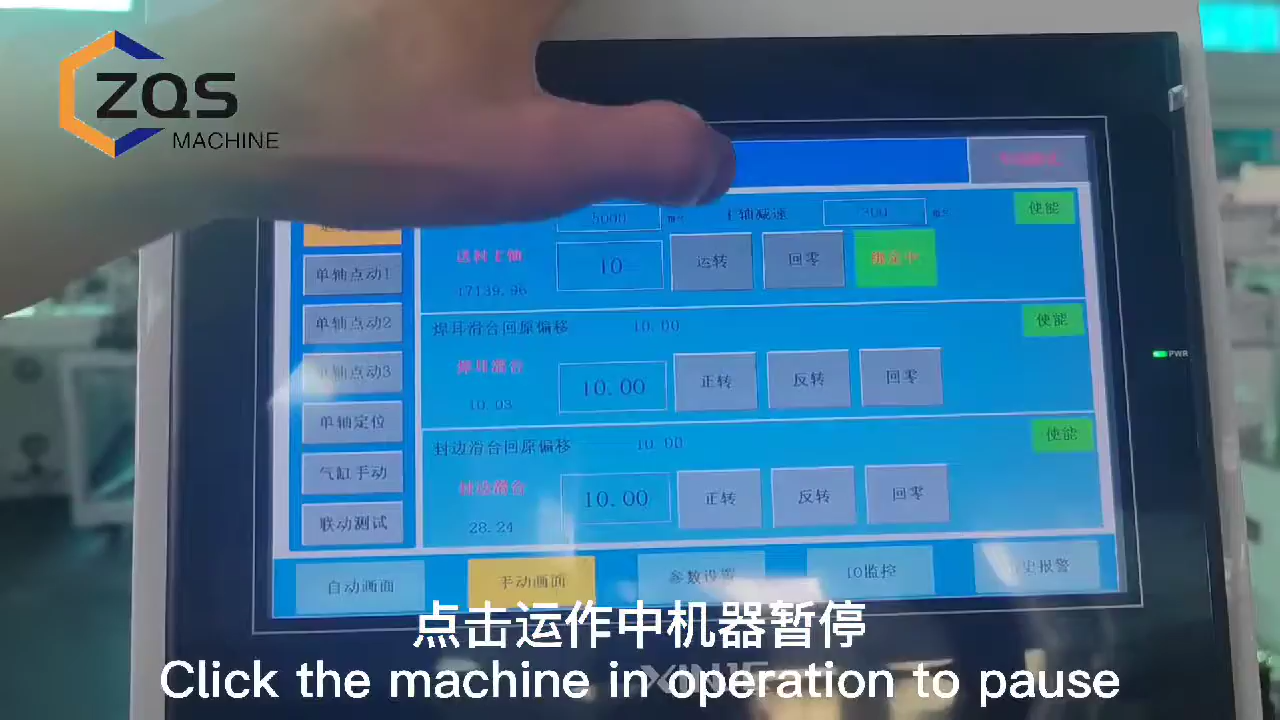 ZQS
MACHINE
5000 ms 上轴减速 300 ms 使能
送衬上轴 10 运转 回零
17139.96
单轴点动1
单轴点动2
单轴点动3
单轴定位
气缸手动
联动测试
焊耳滑台回原偏移 10.00 使能
焊耳滑台 10.00 正转 反转 回零
10.03
封边滑台回原偏移 10.00 使能
封边滑台 10.00 正转 反转 回零
28.24
PWR
自动画面 手动画面 参数设置 IO监控 历史报警
点击运作中机器暂停
XINJE
Click the machine in operation to pause